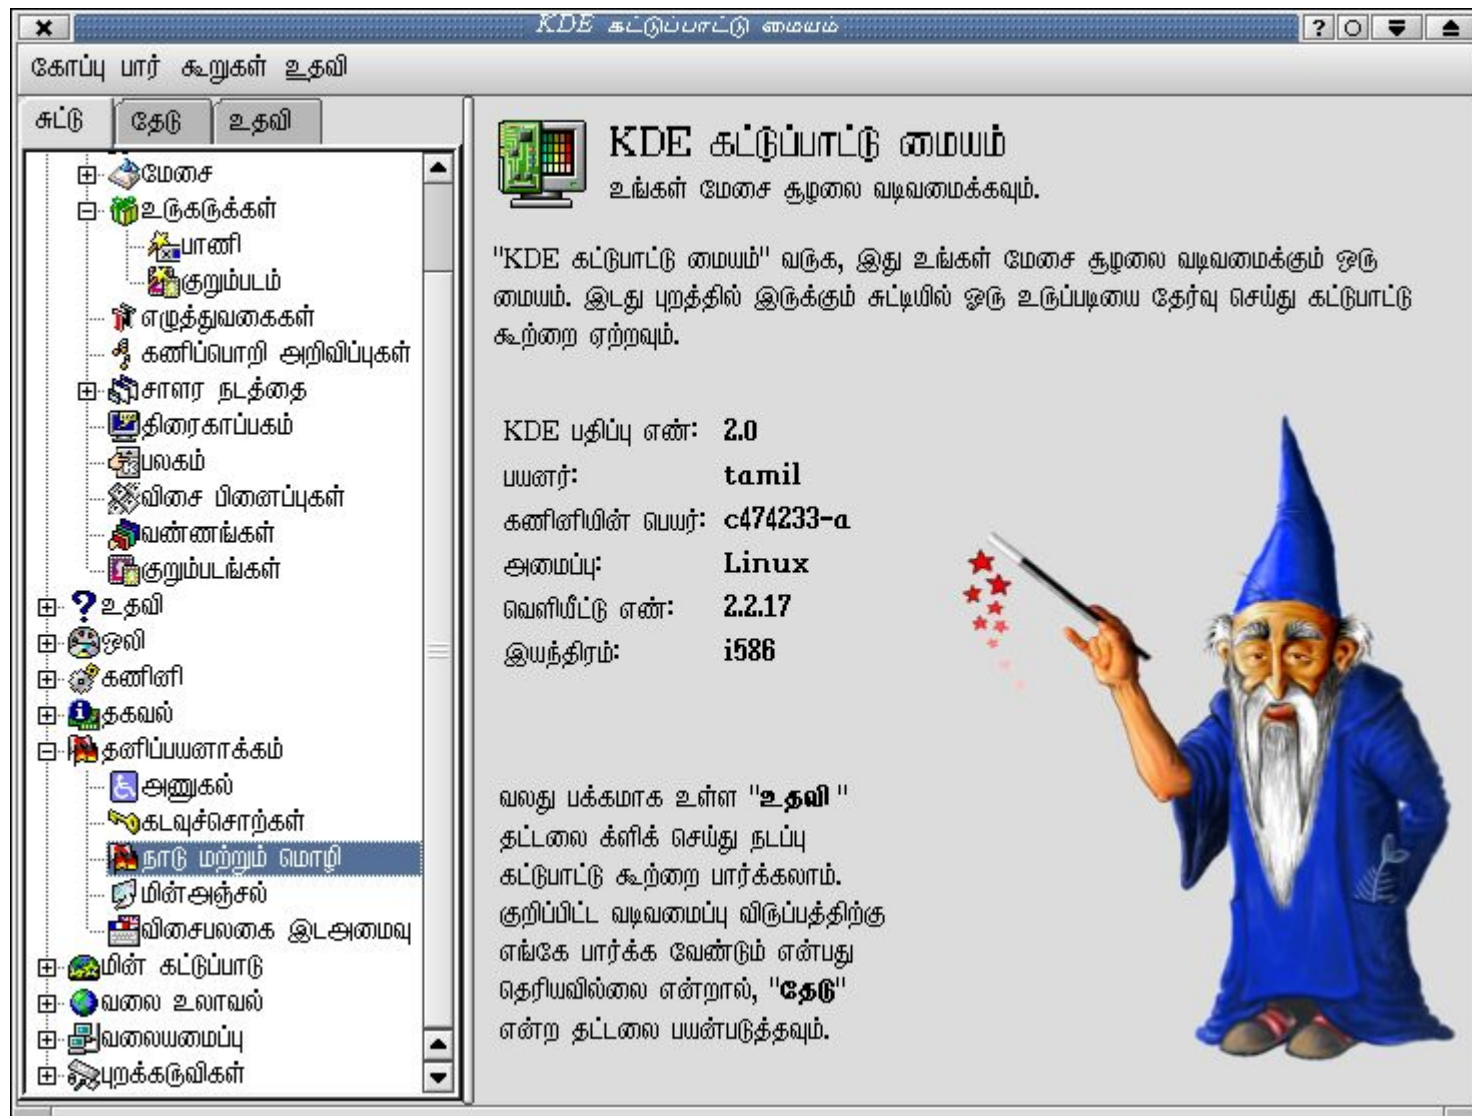 KDE கட்டுப்பாட்டு மையம்
கோப்பு பார் கூறுகள் உதவி
சுட்டு தேடு உதவி
மேசை
உருகடுக்கள்
பாணி
குறும்படம்
எழுத்துவகைகள்
கணிப்பொறி அறிவிப்புகள்
சாளர நடத்தை
திரைகாப்பகம்
பலகம்
விசை பினைப்புகள்
வண்ணங்கள்
குறும்படங்கள்
உதவி
ஒலி
கணினி
தகவல்
தனிப்பயனாக்கம்
அணுகல்
கடவுச்சொற்கள்
நாடு மற்றும் மொழி
மின்அஞ்சல்
விசைபலகை இடஅமைவு
மின் கட்டுப்பாடு
வலை உலாவல்
வலையமைப்பு
புறக்கருவிகள்
KDE கட்டுப்பாட்டு மையம்
உங்கள் மேசை சூழலை வடிவமைக்கவும்.
"KDE கட்டுபாட்டு மையம்" வருக, இது உங்கள் மேசை சூழலை வடிவமைக்கும் ஒரு
மையம். இடது புறத்தில் இருக்கும் சுட்டியில் ஓரு உருப்படியை தேர்வு செய்து கட்டுபாட்டு
கூற்றை ஏற்றவும்.
KDE பதிப்பு எண்: 2.0
பயனர்: tamil
கணினியின் பெயர்: c474233-a
அமைப்பு: Linux
வெளியீட்டு எண்: 2.2.17
இயந்திரம்: i586
வலது பக்கமாக உள்ள "உதவி "
தட்டலை க்ளிக் செய்து நடப்பு
கட்டுபாட்டு கூற்றை பார்க்கலாம்.
குறிப்பிட்ட வடிவமைப்பு விருப்பத்திற்கு
எங்கே பார்க்க வேண்டும் என்பது
தெரியவில்லை என்றால், "தேடு"
என்ற தட்டலை பயன்படுத்தவும்.